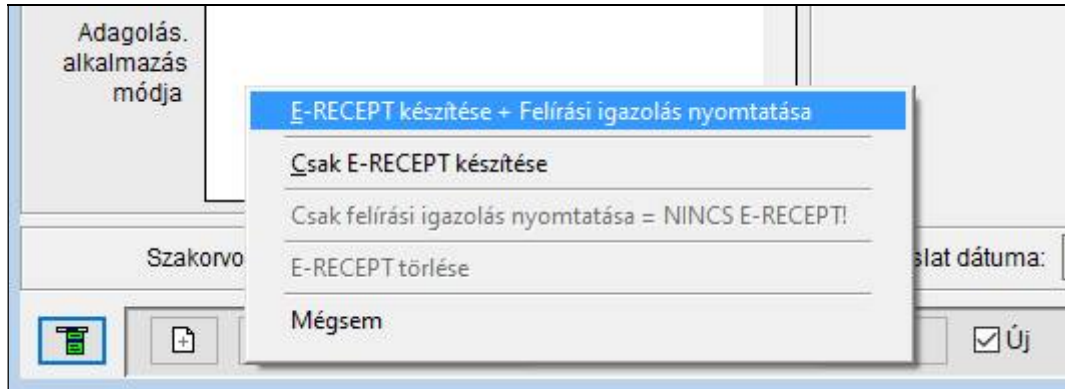 Adagolás.
alkalmazás
módja
E-RECEPT készítése + Felírási igazolás nyomtatása
Csak E-RECEPT készítése
Csak felírási igazolás nyomtatása = NINCS E-RECEPT!
Szakorvo
slat dátuma:
E-RECEPT törlése
Mégsem
Új